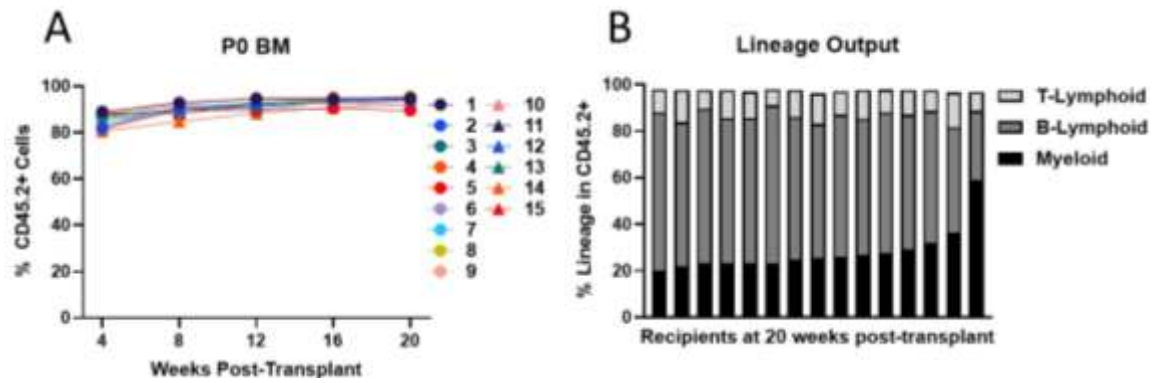 A
P0 BM
% CD45.2+ Cells
100
80
60
40
20
0
4 8 12 16 20
Weeks Post-Transplant
1 10
2 11
3 12
4 13
5 14
6 15
7
8
9
B
Lineage Output
% Lineage in CD45.2+
100
80
60
40
20
0
Recipients at 20 weeks post-transplant
T-Lymphoid
B-Lymphoid
Myeloid